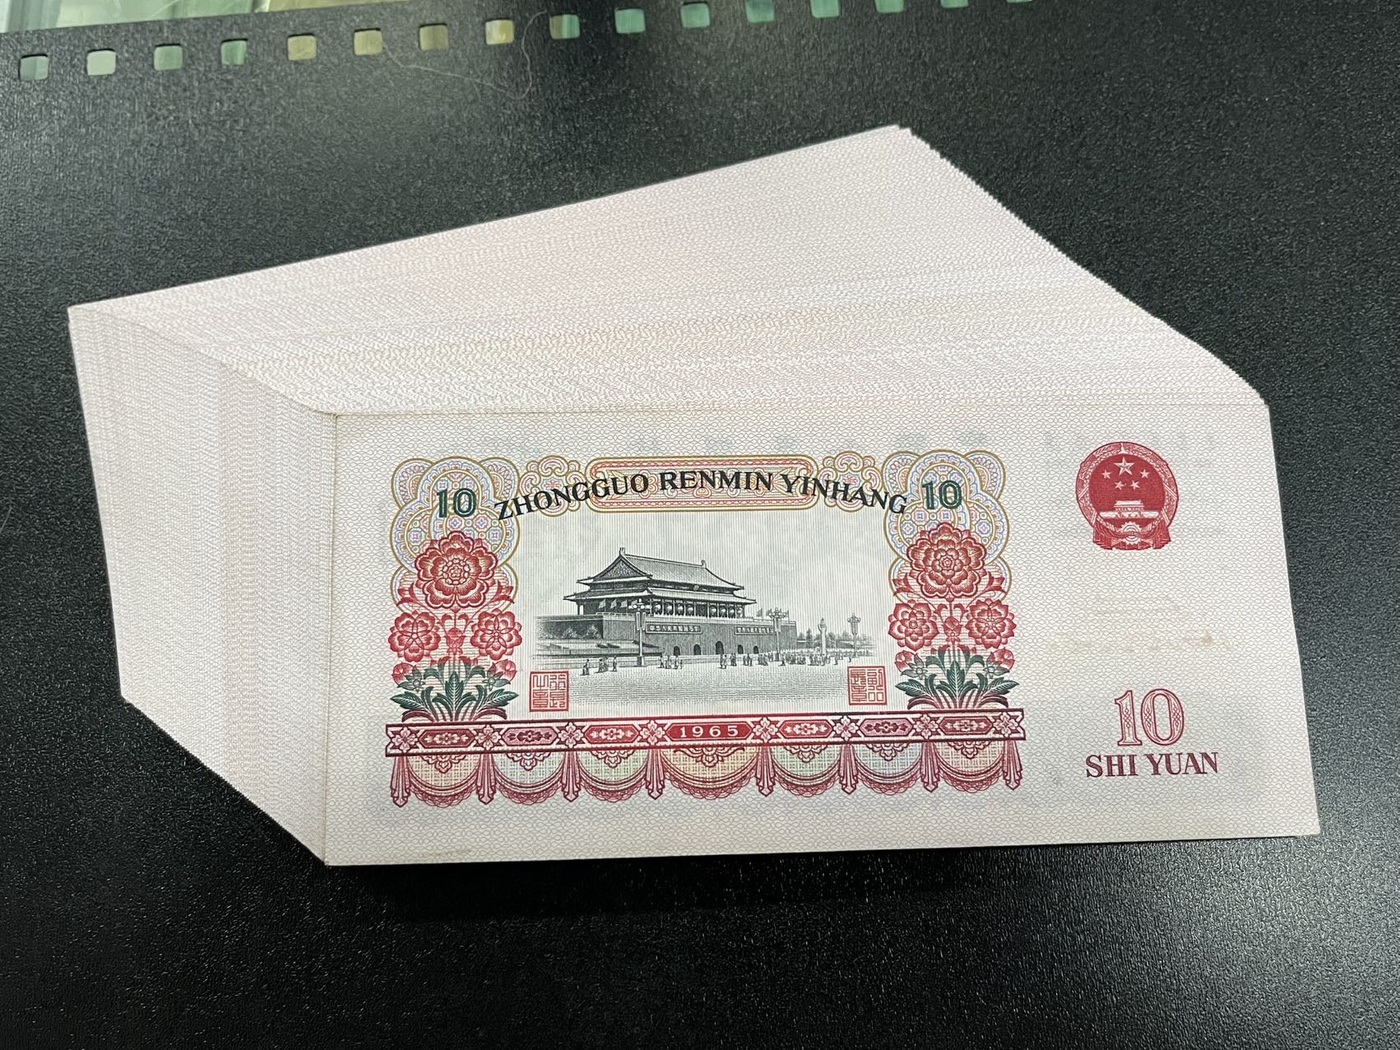 10 ZHONGGUO RENMIN YINHANG 10
1965
10
SHI YUAN